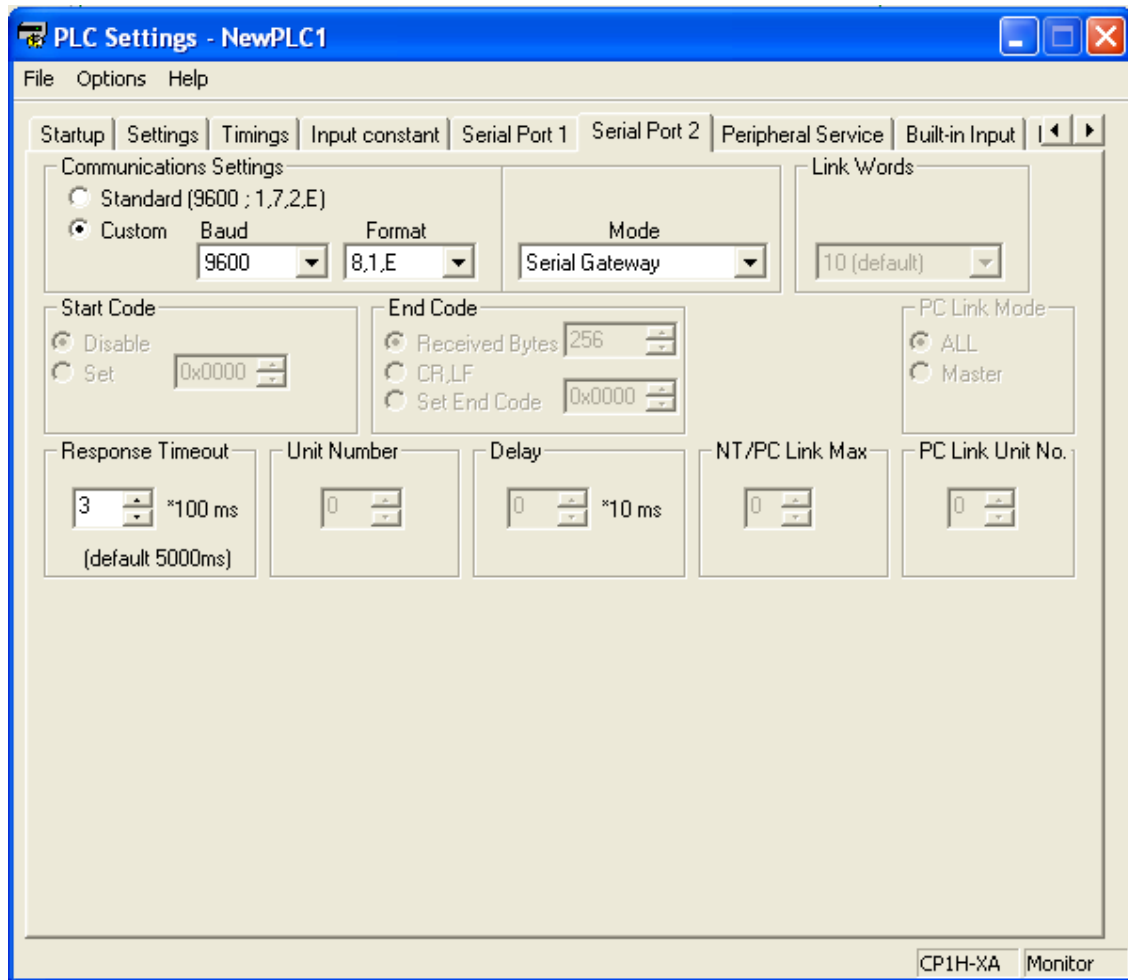 PLC Settings - NewPLC1
File Options Help
Startup Settings Timings Input constant Serial Port 1 Serial Port 2 Peripheral Service Built-in Input
Communications Settings Link Words
Standard (9600 ; 1,7,2,E)
Custom Baud Format Mode
9600 8,1,E Serial Gateway 10 (default)
Start Code End Code PC Link Mode
Disable Received Bytes 256 ALL
Set 0x0000 CR,LF Master
Set End Code 0x0000
Response Timeout Unit Number Delay NT/PC Link Max PC Link Unit No.
3 *100 ms 0 0 *10 ms 0 0
(default 5000ms)
CP1H-XA Monitor